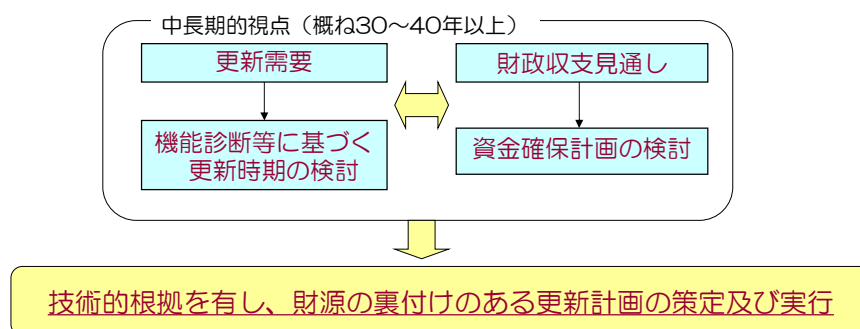 中長期的視点（概ね30～40年以上）
更新需要
財政収支見通し
機能診断等に基づく
更新時期の検討
資金確保計画の検討
技術的根拠を有し、財源の裏付けのある更新計画の策定及び実行